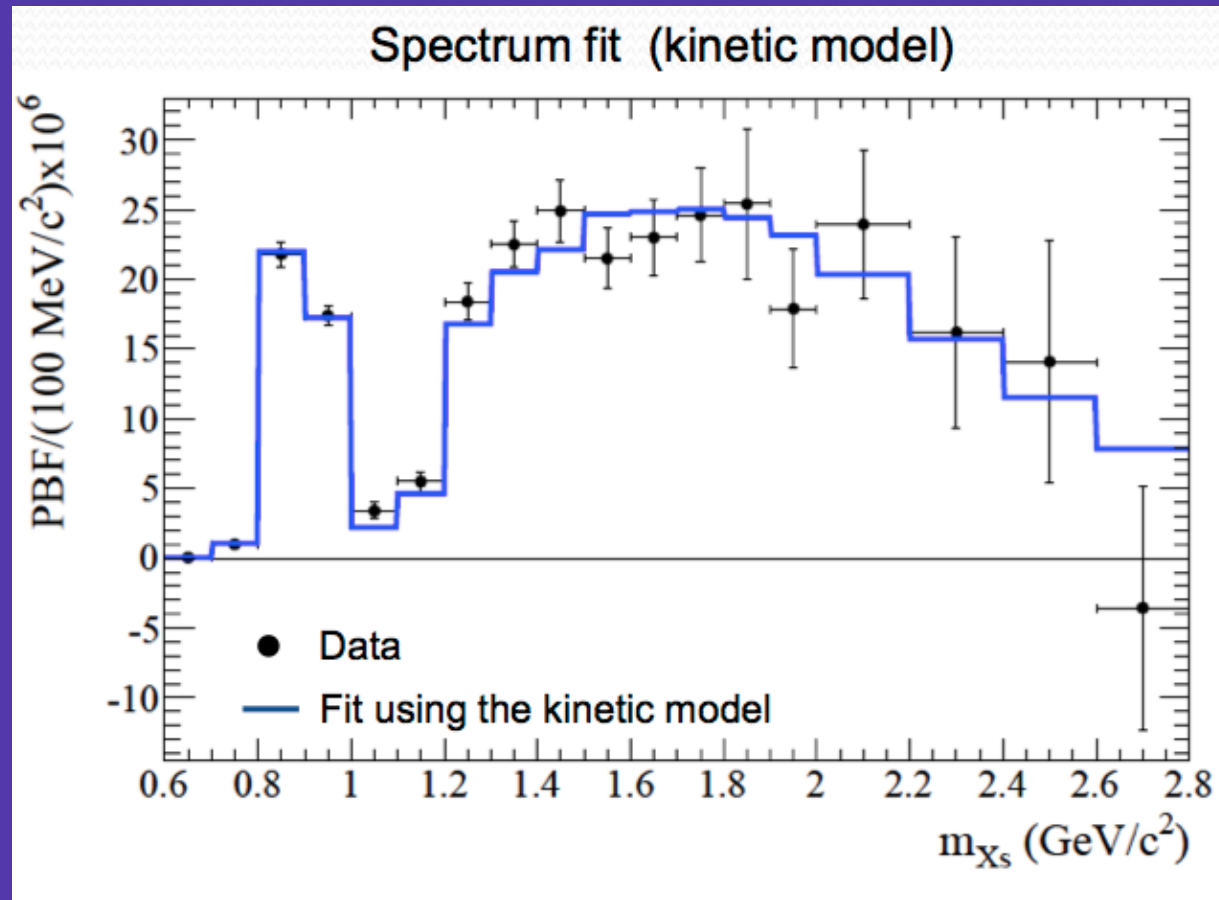 Spectrum fit (kinetic model)
PBF/(100 MeV/c²)x10⁶
30
25
20
15
10
5
0
-5
-10
Data
Fit using the kinetic model
0.6 0.8 1 1.2 1.4 1.6 1.8 2 2.2 2.4 2.6 2.8
m_Xs (GeV/c²)